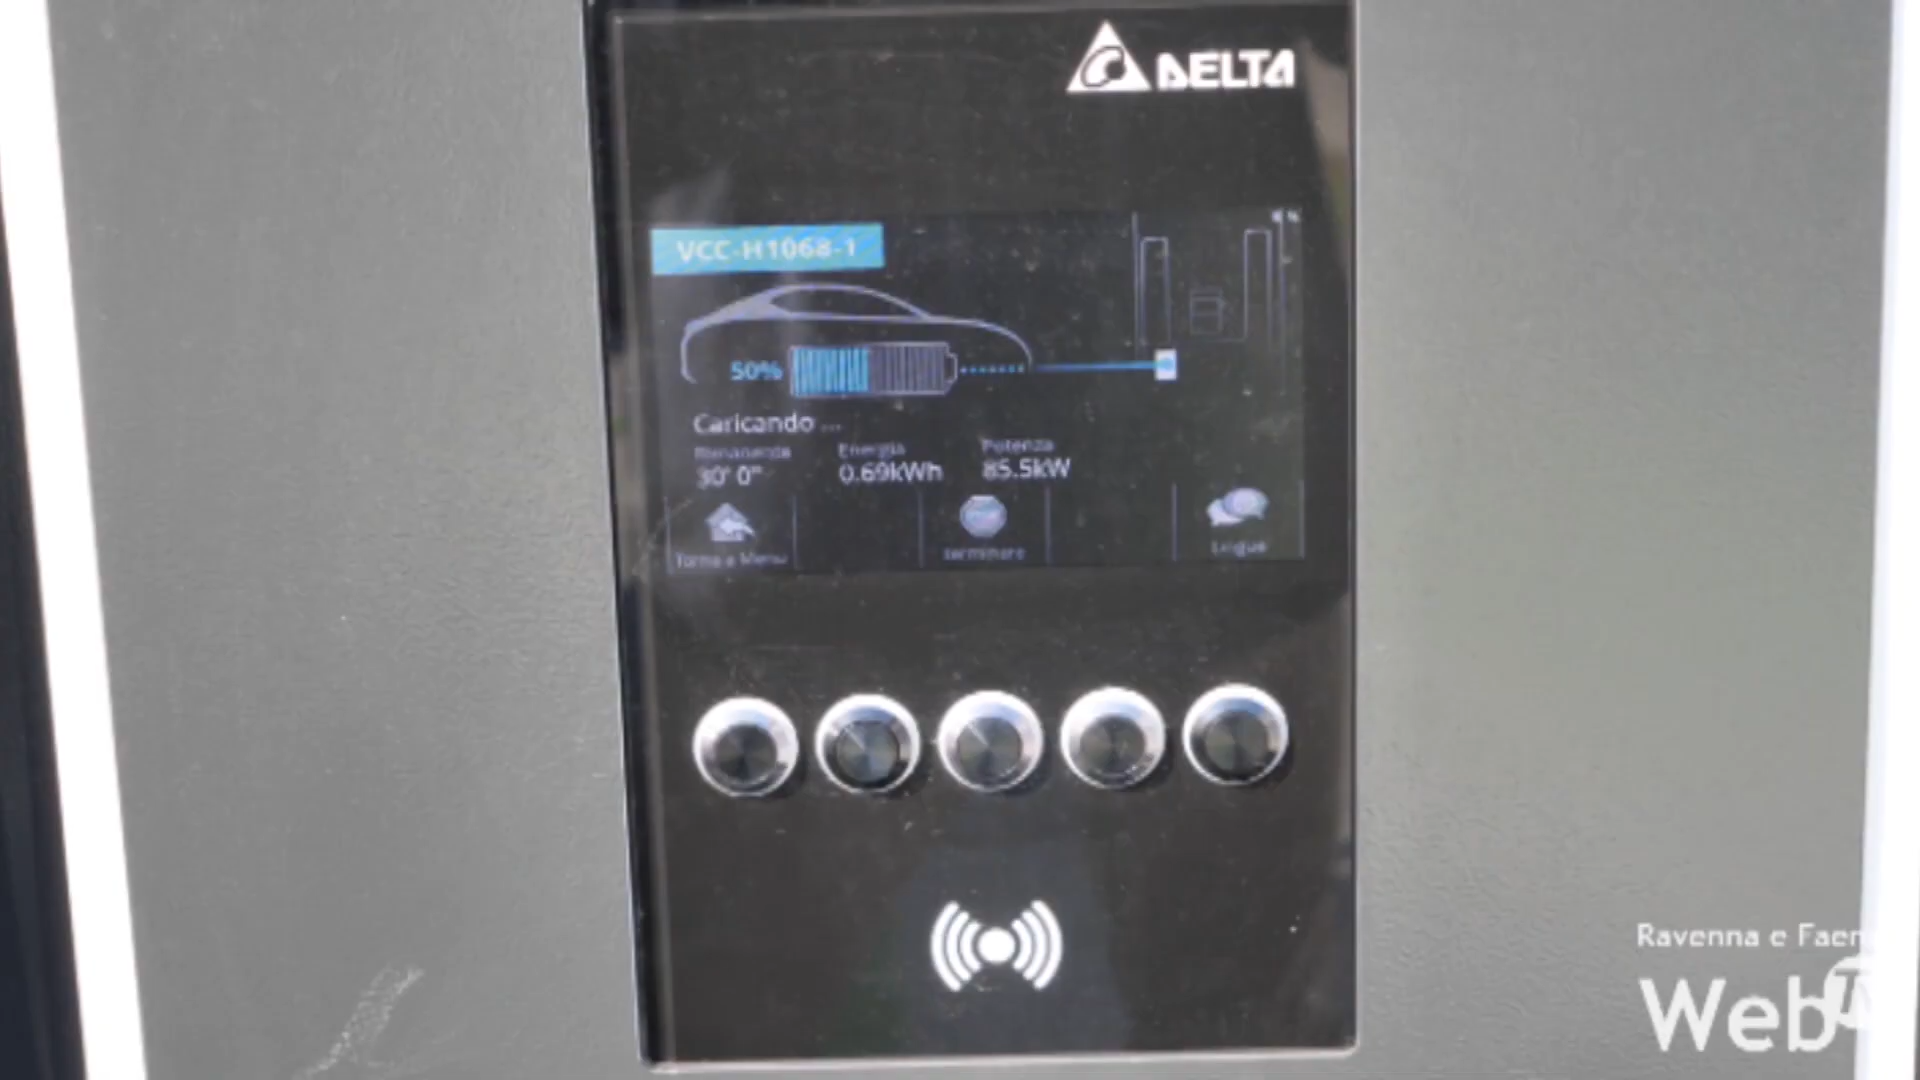 DELTA
VCC-H1068-1
50%
Caricando ...
Rimanente Energia Potenza
30' 0" 0.69kWh 85.5kW
Torna a Menu terminare Lingue
Ravenna e Faen
Web